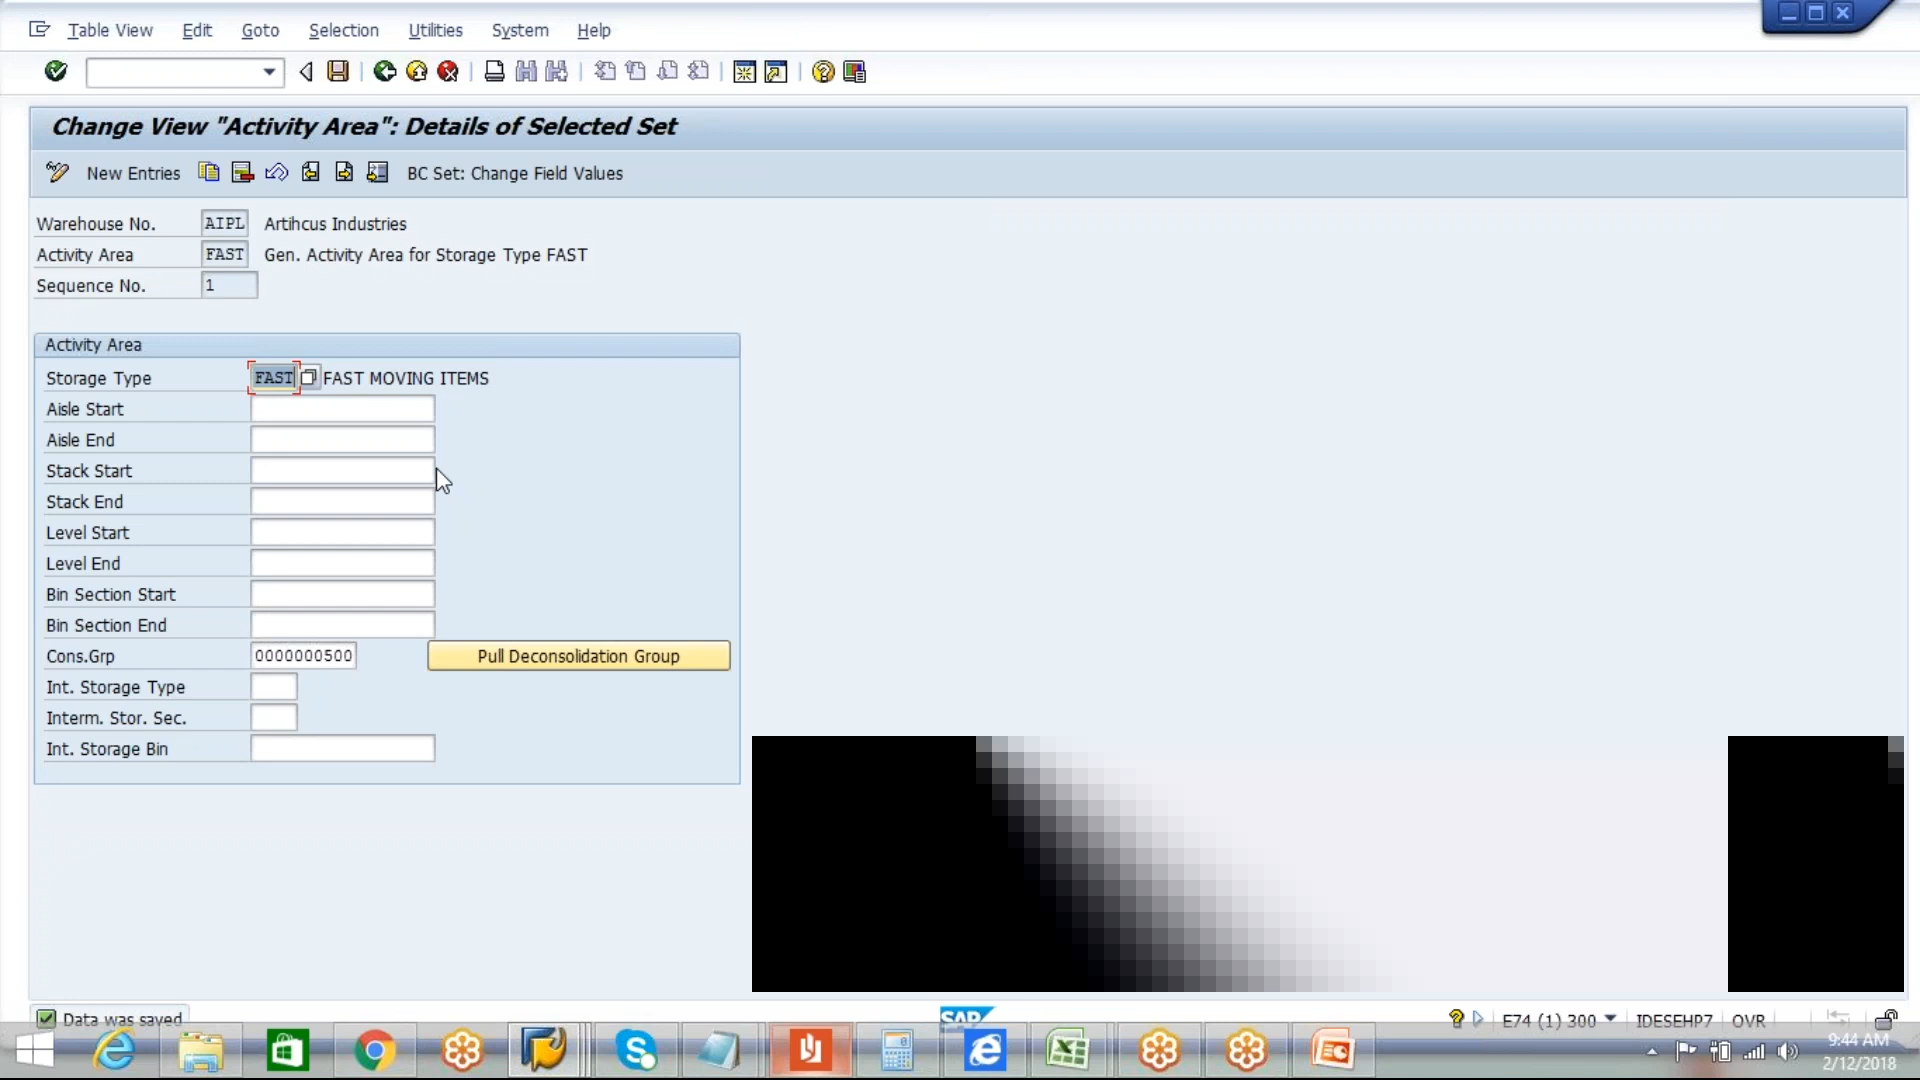 Table View Edit Goto Selection Utilities System Help
Change View "Activity Area": Details of Selected Set
New Entries BC Set: Change Field Values
Warehouse No. AIPL Artihcus Industries
Activity Area FAST Gen. Activity Area for Storage Type FAST
Sequence No. 1
Activity Area
Storage Type FAST FAST MOVING ITEMS
Aisle Start
Aisle End
Stack Start
Stack End
Level Start
Level End
Bin Section Start
Bin Section End
Cons.Grp 0000000500 Pull Deconsolidation Group
Int. Storage Type
Interm. Stor. Sec.
Int. Storage Bin
Data was saved SAP E74 (1) 300 IDESEHP7 OVR
9:44 AM
2/12/2018